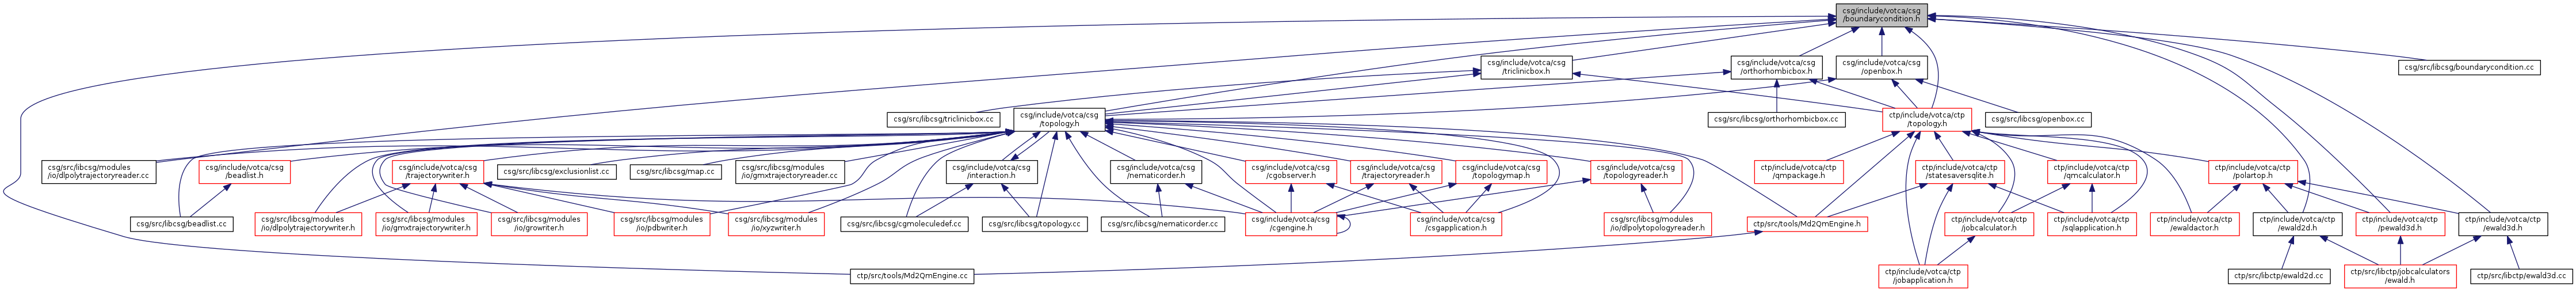 csg/include/votca/csg
/boundarycondition.h
csg/include/votca/csg
/triclinicbox.h
csg/include/votca/csg
/orthorhombicbox.h
csg/include/votca/csg
/openbox.h
csg/src/libcsg/boundarycondition.cc
csg/src/libcsg/triclinicbox.cc
csg/include/votca/csg
/topology.h
csg/src/libcsg/orthorhombicbox.cc
ctp/include/votca/ctp
/topology.h
csg/src/libcsg/openbox.cc
csg/src/libcsg/modules
/io/dlpolytrajectoryreader.cc
csg/include/votca/csg
/beadlist.h
csg/include/votca/csg
/trajectorywriter.h
csg/src/libcsg/exclusionlist.cc
csg/src/libcsg/map.cc
csg/src/libcsg/modules
/io/gmxtrajectoryreader.cc
csg/include/votca/csg
/interaction.h
csg/include/votca/csg
/nematicorder.h
csg/include/votca/csg
/cgobserver.h
csg/include/votca/csg
/trajectoryreader.h
csg/include/votca/csg
/topologymap.h
csg/include/votca/csg
/topologyreader.h
ctp/include/votca/ctp
/qmpackage.h
ctp/include/votca/ctp
/statesaversqlite.h
ctp/include/votca/ctp
/qmcalculator.h
ctp/include/votca/ctp
/polartop.h
csg/src/libcsg/beadlist.cc
csg/src/libcsg/modules
/io/dlpolytrajectorywriter.h
csg/src/libcsg/modules
/io/gmxtrajectorywriter.h
csg/src/libcsg/modules
/io/growriter.h
csg/src/libcsg/modules
/io/pdbwriter.h
csg/src/libcsg/modules
/io/xyzwriter.h
csg/src/libcsg/cgmoleculedef.cc
csg/src/libcsg/topology.cc
csg/src/libcsg/nematicorder.cc
csg/include/votca/csg
/cgengine.h
csg/include/votca/csg
/csgapplication.h
csg/src/libcsg/modules
/io/dlpolytopologyreader.h
ctp/src/tools/Md2QmEngine.h
ctp/include/votca/ctp
/jobcalculator.h
ctp/include/votca/ctp
/sqlapplication.h
ctp/include/votca/ctp
/ewaldactor.h
ctp/include/votca/ctp
/ewald2d.h
ctp/include/votca/ctp
/pewald3d.h
ctp/include/votca/ctp
/ewald3d.h
ctp/src/tools/Md2QmEngine.cc
ctp/include/votca/ctp
/jobapplication.h
ctp/src/libctp/ewald2d.cc
ctp/src/libctp/jobcalculators
/ewald.h
ctp/src/libctp/ewald3d.cc